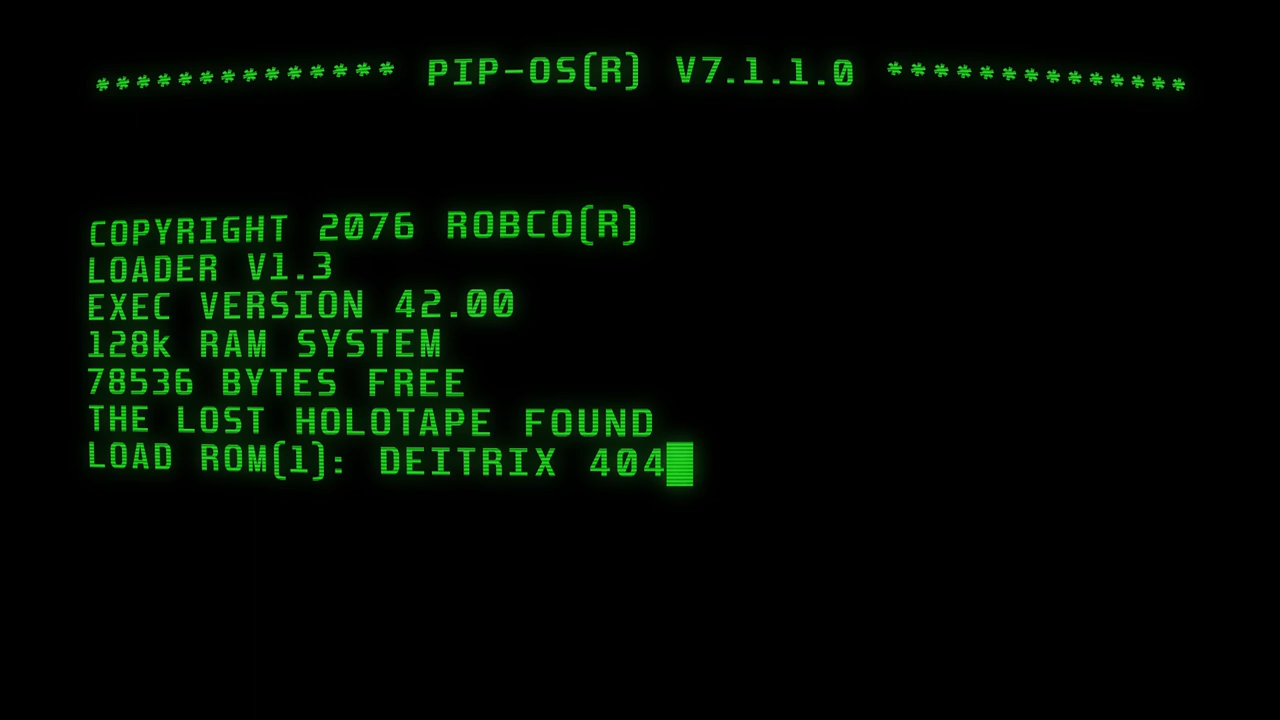 ************** PIP-OS(R) V7.1.1.0 **************
COPYRIGHT 2076 ROBCO(R)
LOADER V1.3
EXEC VERSION 42.00
128k RAM SYSTEM
78536 BYTES FREE
THE LOST HOLOTAPE FOUND
LOAD ROM(1): DEITRIX 404